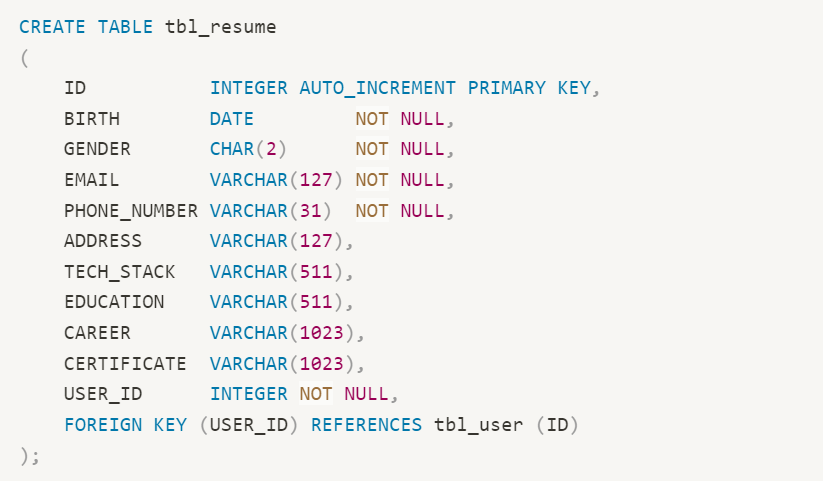 CREATE TABLE tbl_resume
(
    ID           INTEGER AUTO_INCREMENT PRIMARY KEY,
    BIRTH        DATE         NOT NULL,
    GENDER       CHAR(2)      NOT NULL,
    EMAIL        VARCHAR(127) NOT NULL,
    PHONE_NUMBER VARCHAR(31)  NOT NULL,
    ADDRESS      VARCHAR(127),
    TECH_STACK   VARCHAR(511),
    EDUCATION    VARCHAR(511),
    CAREER       VARCHAR(1023),
    CERTIFICATE  VARCHAR(1023),
    USER_ID      INTEGER NOT NULL,
    FOREIGN KEY (USER_ID) REFERENCES tbl_user (ID)
);